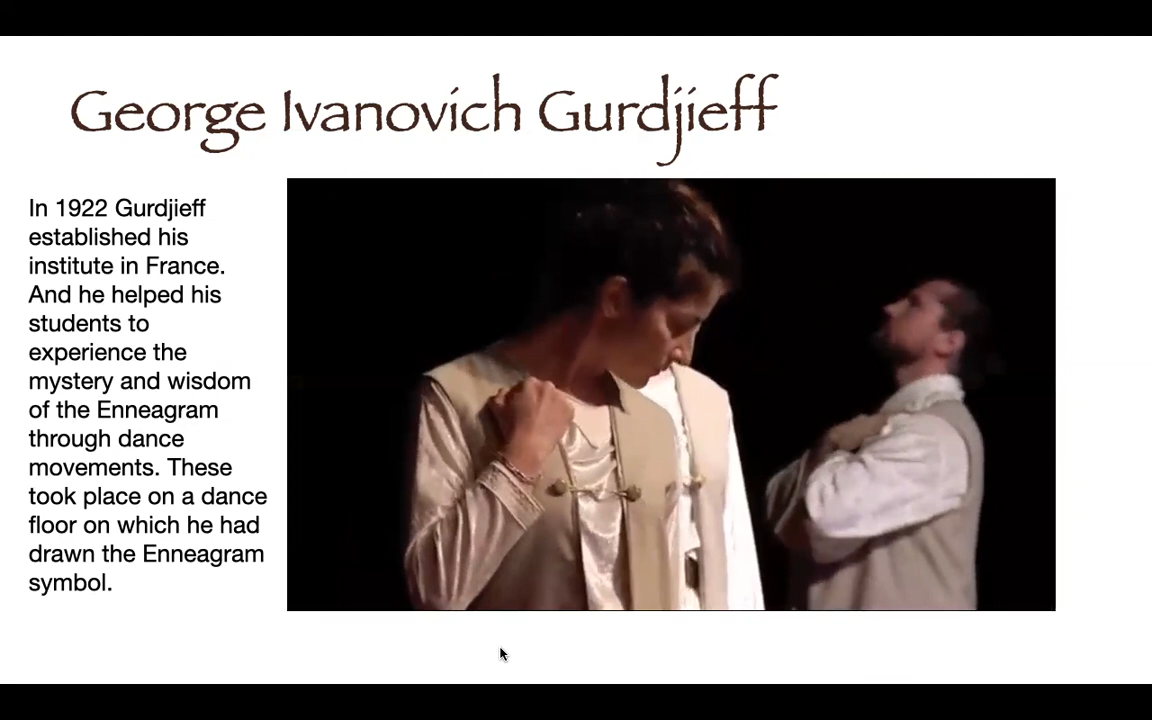 George Ivanovich Gurdjieff
In 1922 Gurdjieff
established his
institute in France.
And he helped his
students to
experience the
mystery and wisdom
of the Enneagram
through dance
movements. These
took place on a dance
floor on which he had
drawn the Enneagram
symbol.